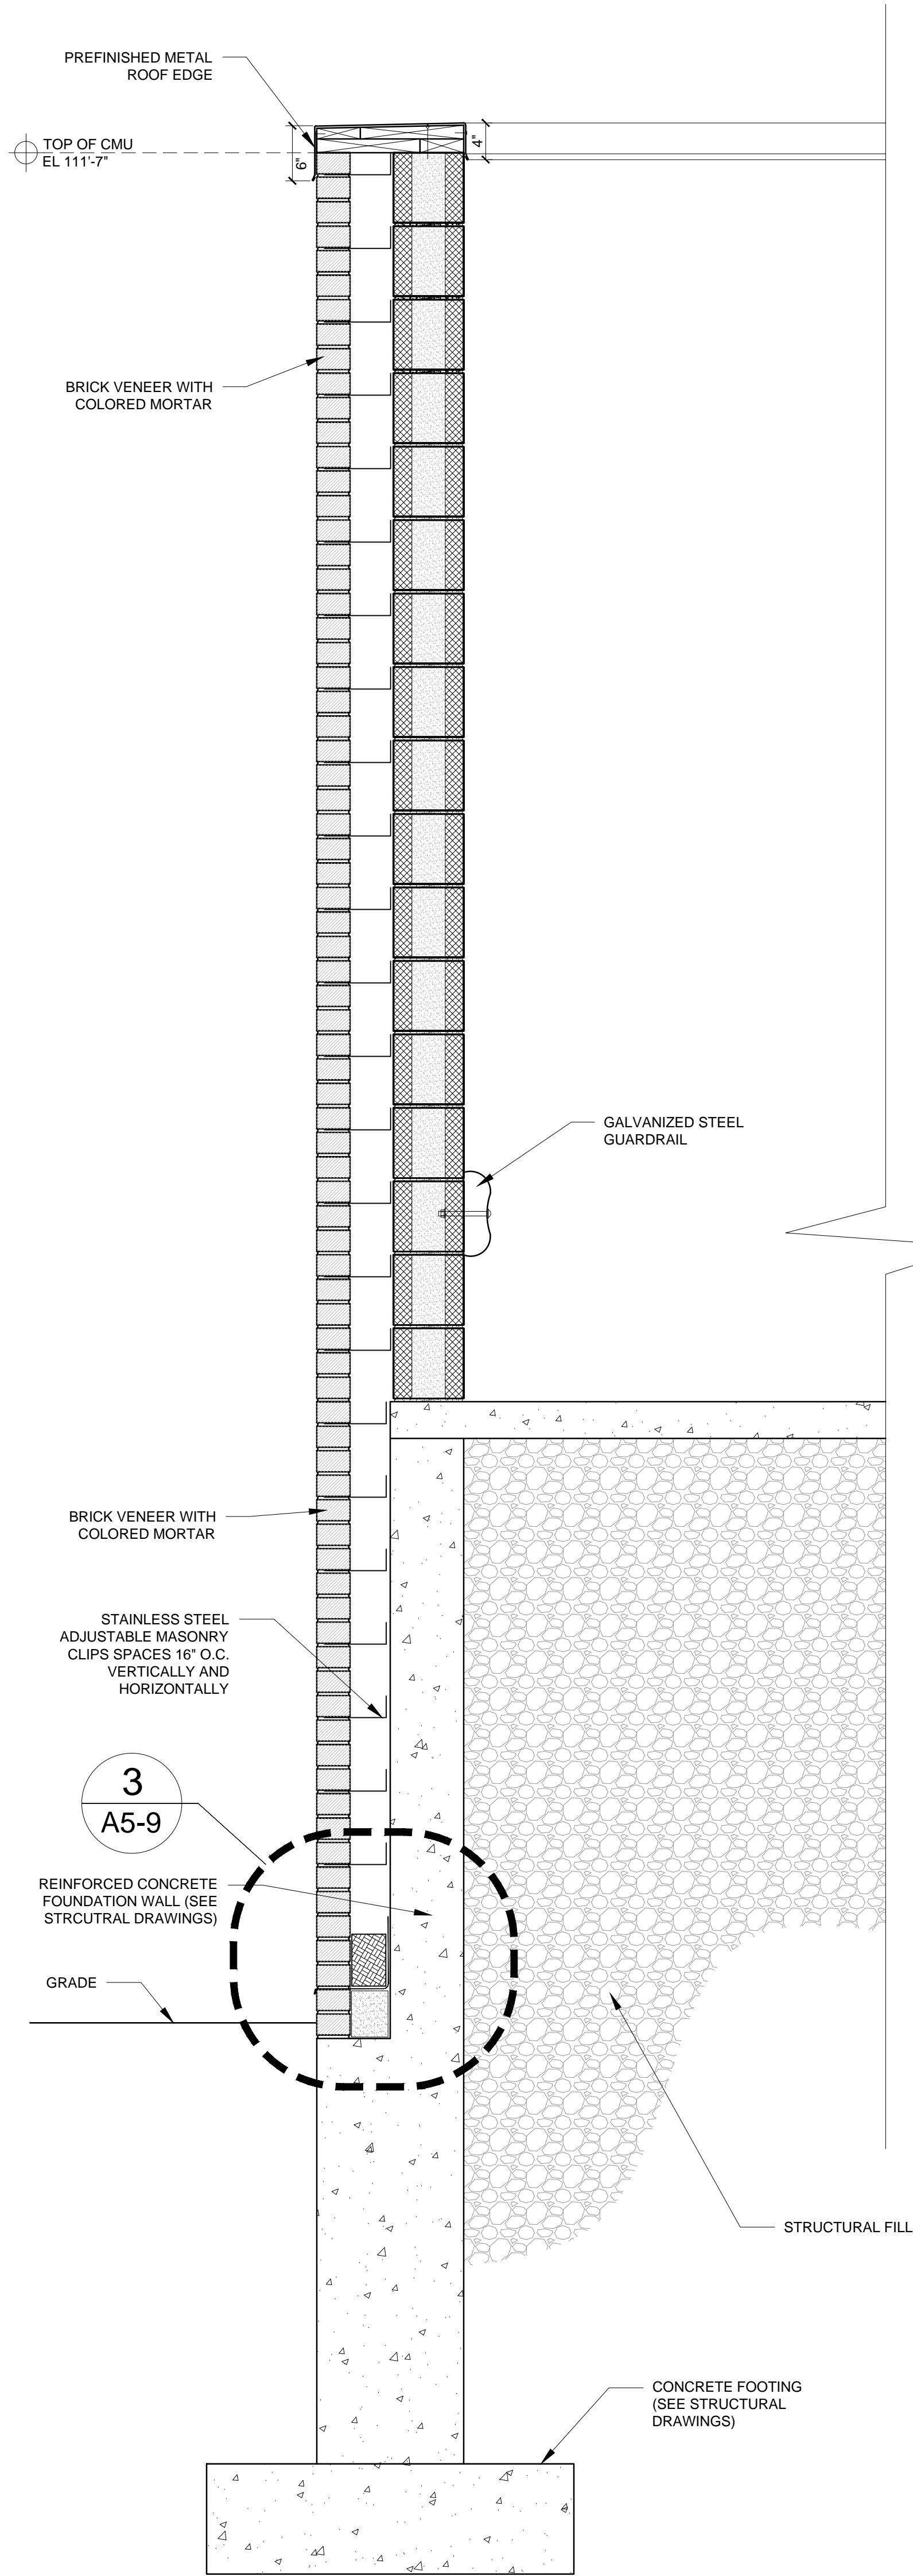 PREFINISHED METAL
ROOF EDGE
TOP OF CMU
EL 111'-7"
6"
4"
BRICK VENEER WITH
COLORED MORTAR
GALVANIZED STEEL
GUARDRAIL
BRICK VENEER WITH
COLORED MORTAR
STAINLESS STEEL
ADJUSTABLE MASONRY
CLIPS SPACES 16" O.C.
VERTICALLY AND
HORIZONTALLY
3
A5-9
REINFORCED CONCRETE
FOUNDATION WALL (SEE
STRCUTRAL DRAWINGS)
GRADE
STRUCTURAL FILL
CONCRETE FOOTING
(SEE STRUCTURAL
DRAWINGS)